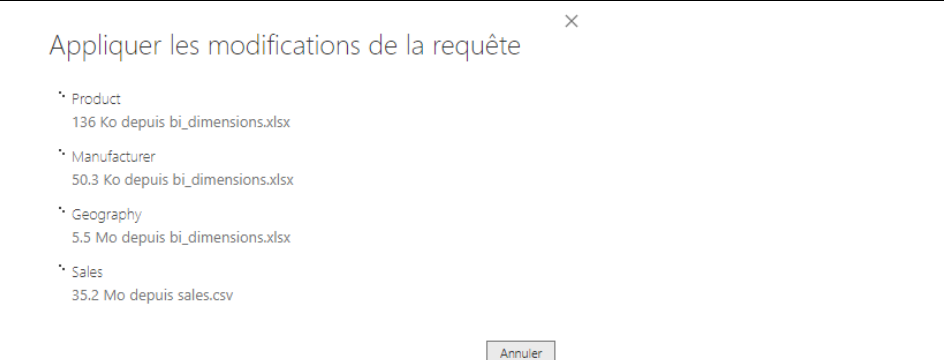 Appliquer les modifications de la requête
Product
136 Ko depuis bi_dimensions.xlsx
Manufacturer
50.3 Ko depuis bi_dimensions.xlsx
Geography
5.5 Mo depuis bi_dimensions.xlsx
Sales
35.2 Mo depuis sales.csv
Annuler